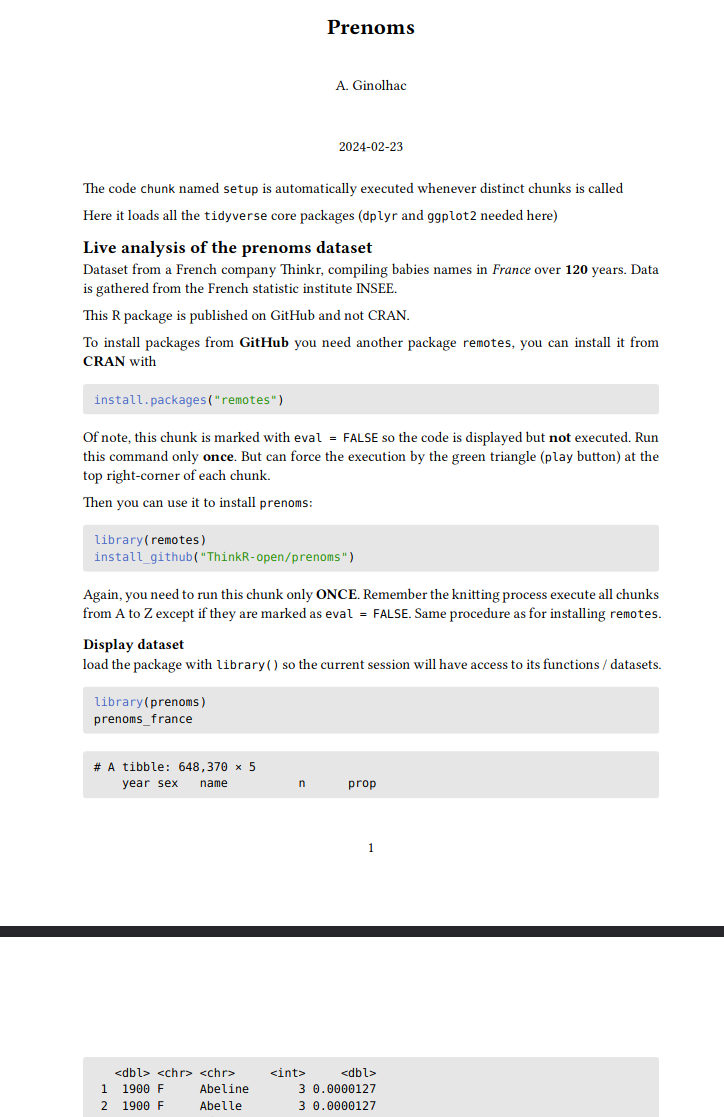 Prenoms
A. Ginolhac
2024-02-23
The code chunk named setup is automatically executed whenever distinct chunks is called
Here it loads all the tidyverse core packages (dplyr and ggplot2 needed here)
Live analysis of the prenoms dataset
Dataset from a French company Thinkr, compiling babies names in France over 120 years. Data
is gathered from the French statistic institute INSEE.
This R package is published on GitHub and not CRAN.
To install packages from GitHub you need another package remotes, you can install it from
CRAN with
install.packages("remotes")
Of note, this chunk is marked with eval = FALSE so the code is displayed but not executed. Run
this command only once. But can force the execution by the green triangle (play button) at the
top right-corner of each chunk.
Then you can use it to install prenoms:
library(remotes)
install_github("ThinkR-open/prenoms")
Again, you need to run this chunk only ONCE. Remember the knitting process execute all chunks
from A to Z except if they are marked as eval = FALSE. Same procedure as for installing remotes.
Display dataset
load the package with library() so the current session will have access to its functions / datasets.
library(prenoms)
prenoms_france
# A tibble: 648,370 × 5
year sex name n prop
1
<dbl> <chr> <chr> <int> <dbl>
1 1900 F Abeline 3 0.0000127
2 1900 F Abelle 3 0.0000127